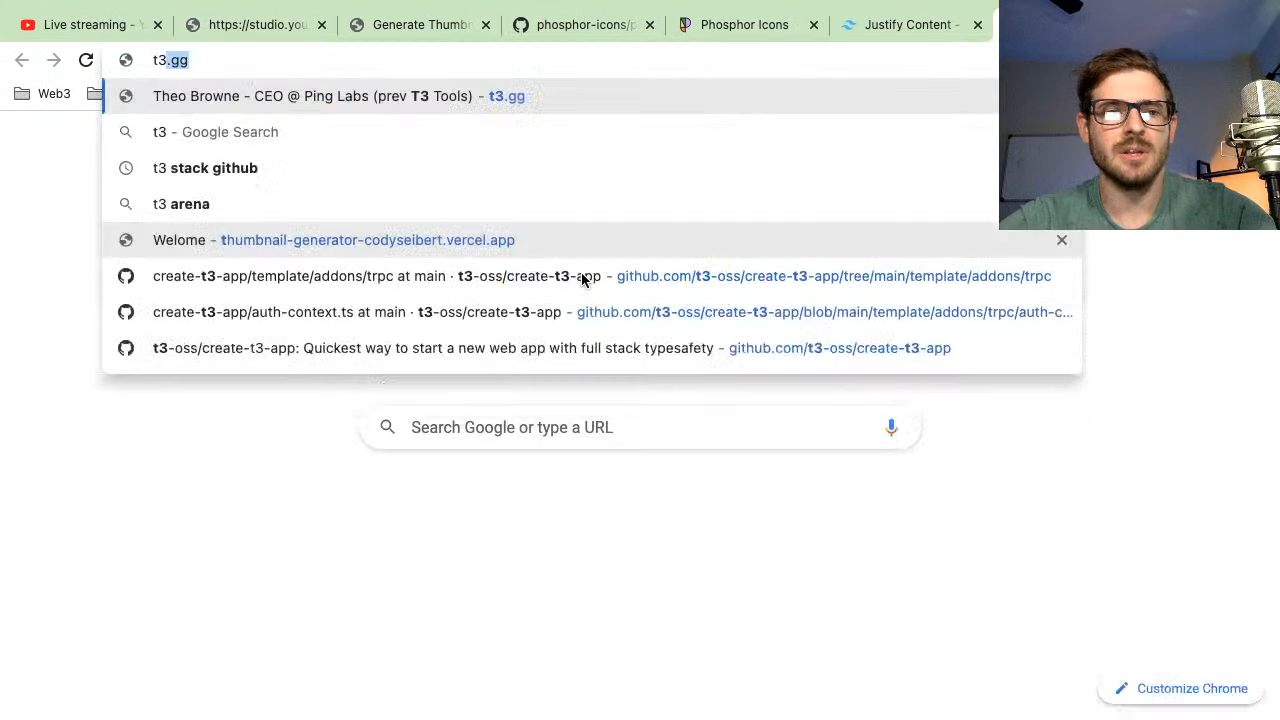 Live streaming - Y
https://studio.you
Generate Thumbn
phosphor-icons/p
Phosphor Icons
Justify Content -
t3.gg
Web3
Theo Browne - CEO @ Ping Labs (prev T3 Tools) - t3.gg
t3 - Google Search
t3 stack github
t3 arena
Welome - thumbnail-generator-codyseibert.vercel.app
create-t3-app/template/addons/trpc at main · t3-oss/create-t3-app - github.com/t3-oss/create-t3-app/tree/main/template/addons/trpc
create-t3-app/auth-context.ts at main · t3-oss/create-t3-app - github.com/t3-oss/create-t3-app/blob/main/template/addons/trpc/auth-c...
t3-oss/create-t3-app: Quickest way to start a new web app with full stack typesafety - github.com/t3-oss/create-t3-app
Search Google or type a URL
Customize Chrome